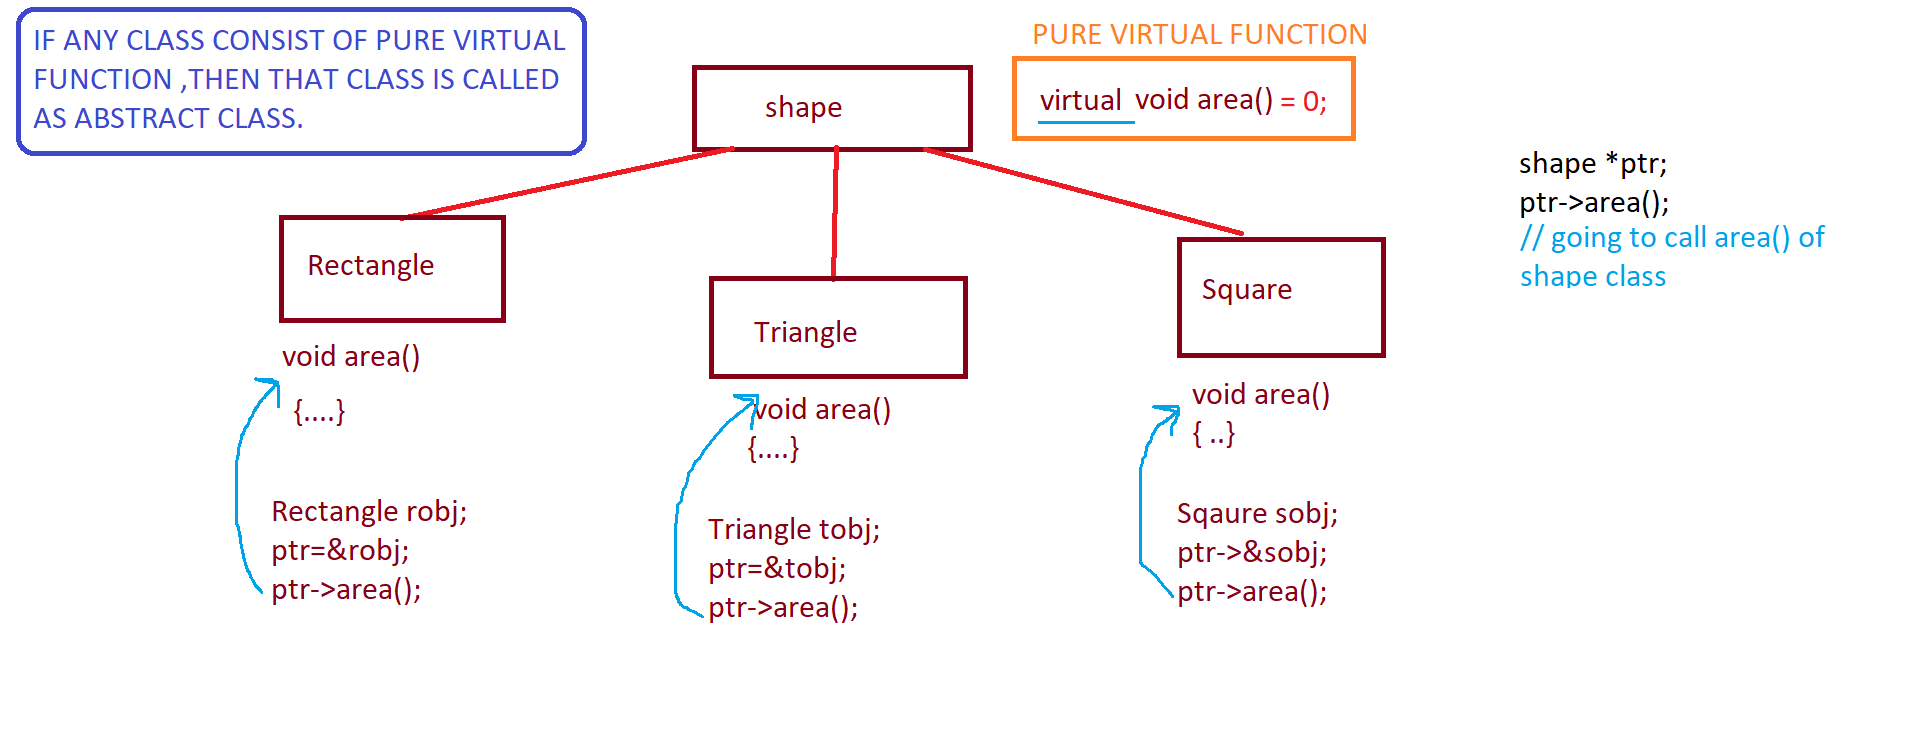 IF ANY CLASS CONSIST OF PURE VIRTUAL
FUNCTION ,THEN THAT CLASS IS CALLED
AS ABSTRACT CLASS.
shape
PURE VIRTUAL FUNCTION
virtual void area() = 0;
shape *ptr;
ptr->area();
// going to call area() of
shape class
Rectangle
void area()
{....}
Rectangle robj;
ptr=&robj;
ptr->area();
Triangle
void area()
{....}
Triangle tobj;
ptr=&tobj;
ptr->area();
Square
void area()
{ ..}
Sqaure sobj;
ptr->&sobj;
ptr->area();